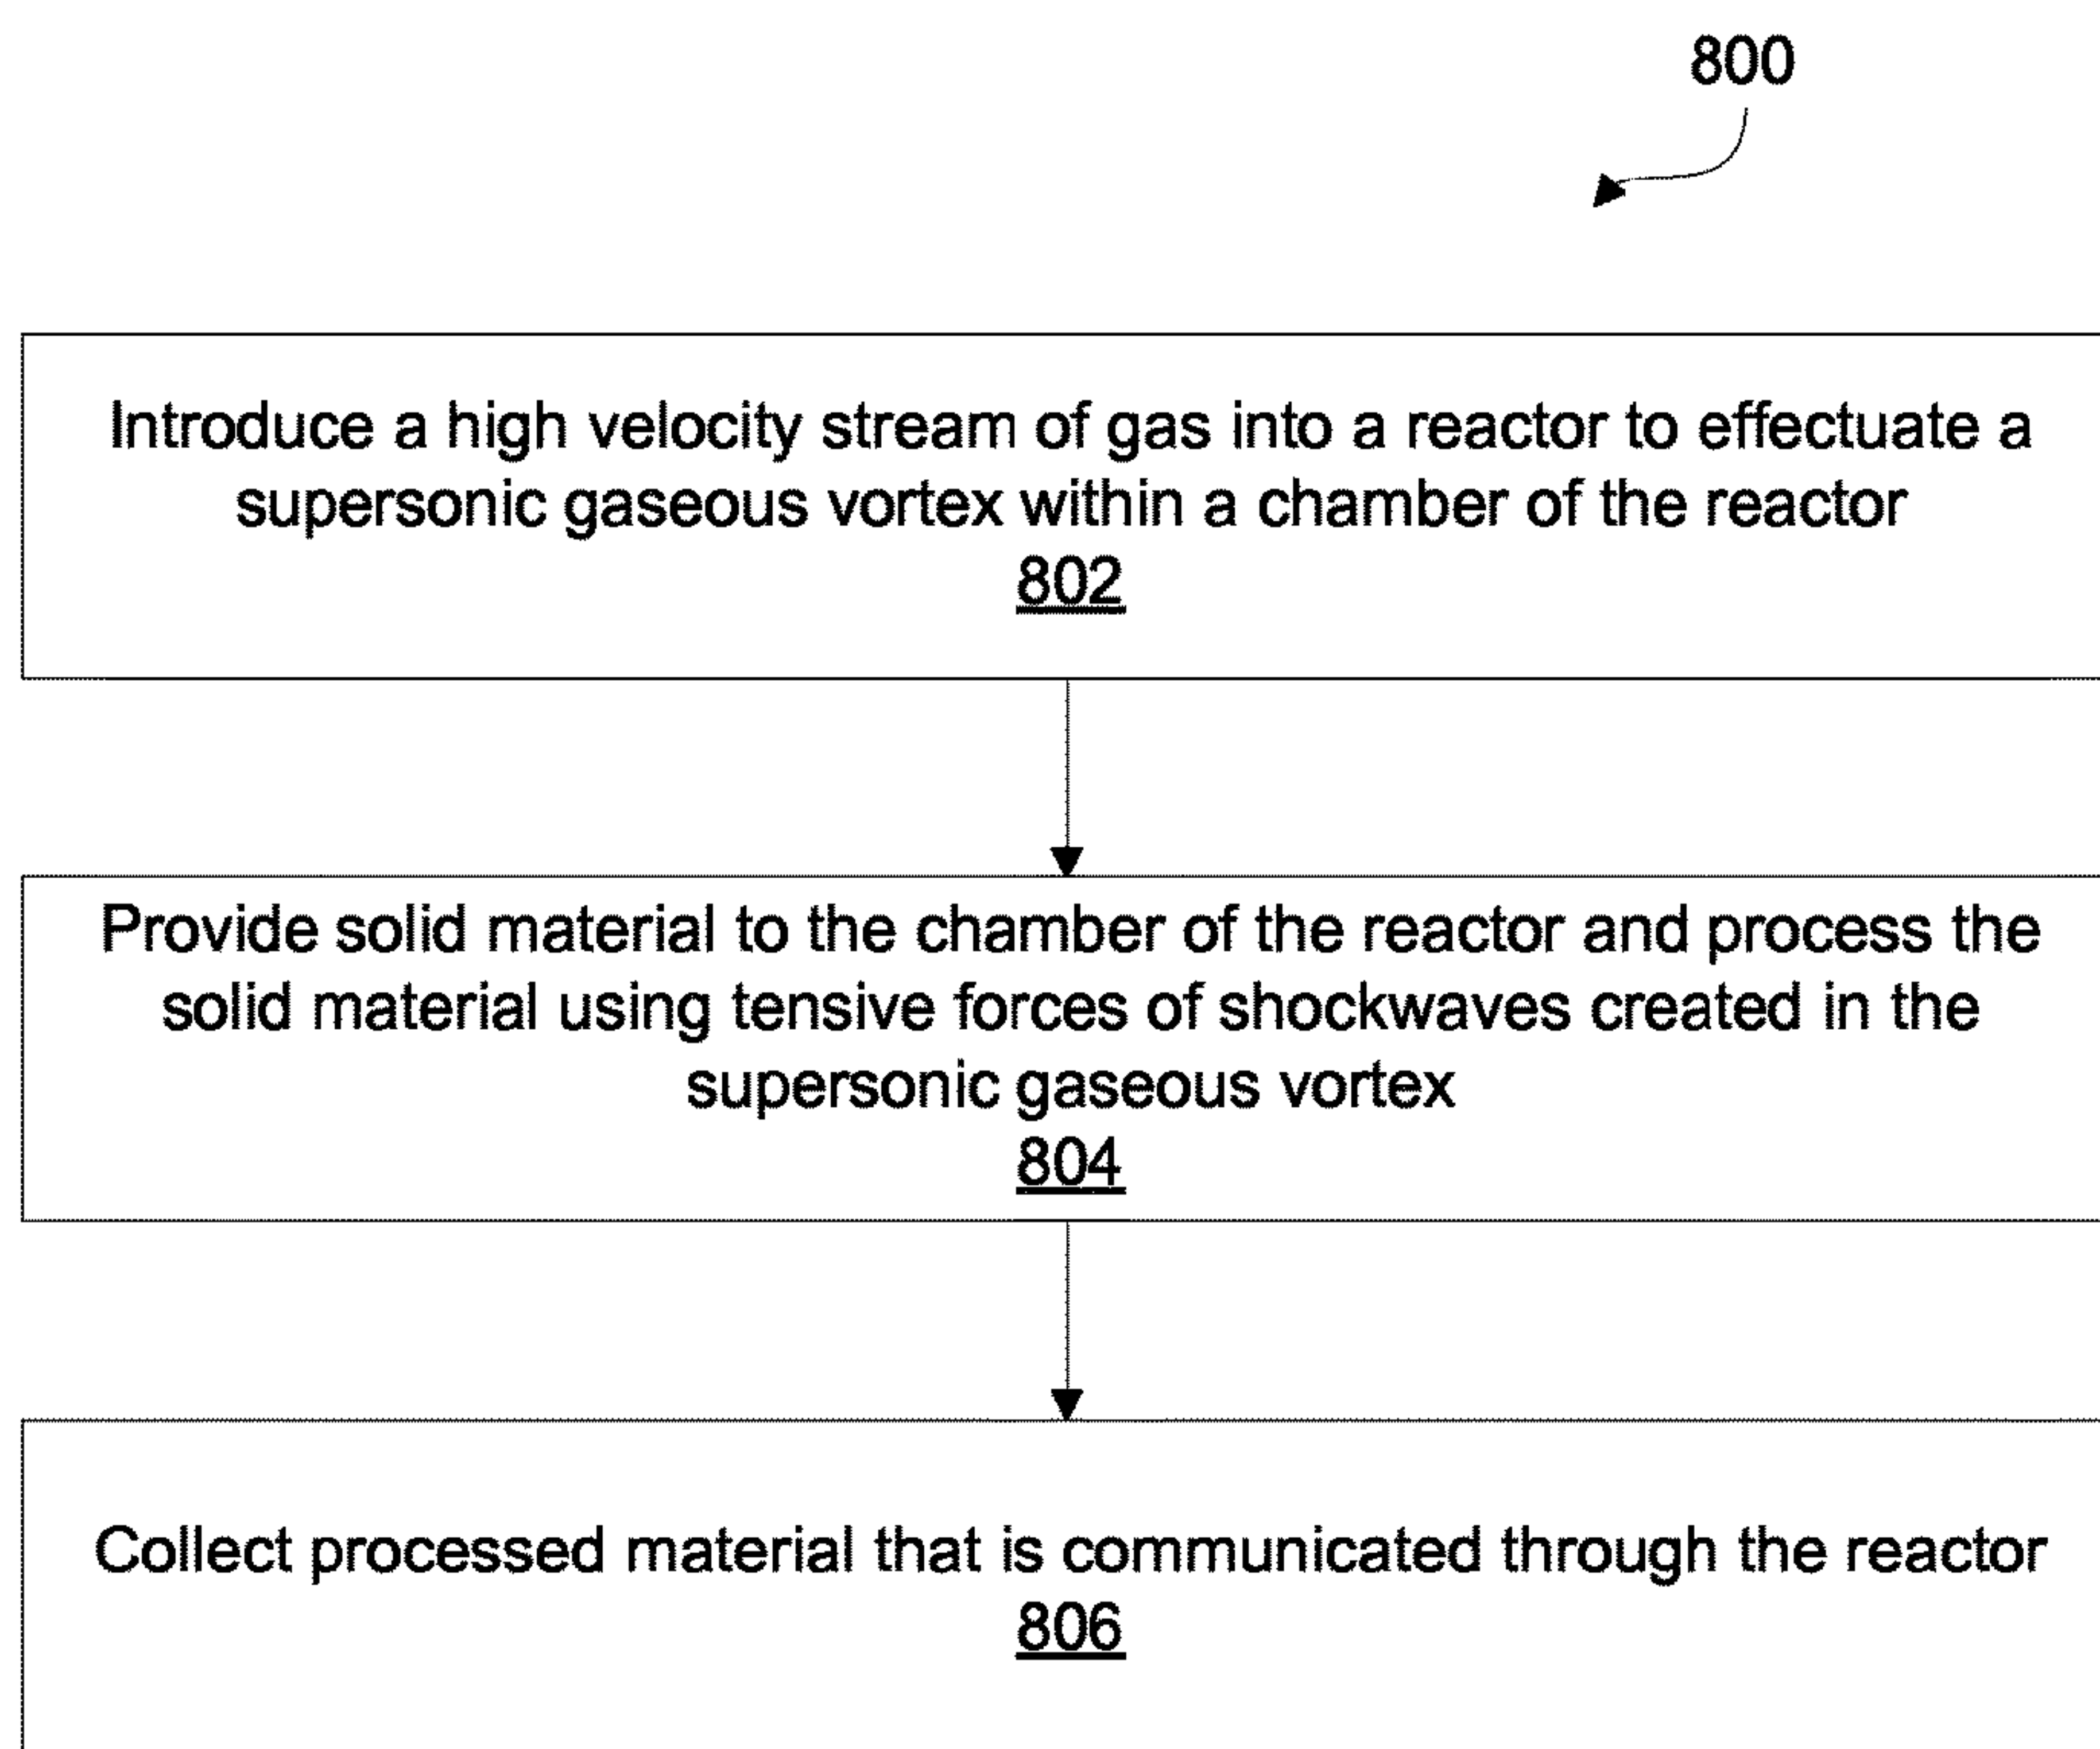 800
Introduce a high velocity stream of gas into a reactor to effectuate a
supersonic gaseous vortex within a chamber of the reactor
802
Provide solid material to the chamber of the reactor and process the
solid material using tensive forces of shockwaves created in the
supersonic gaseous vortex
804
Collect processed material that is communicated through the reactor
806